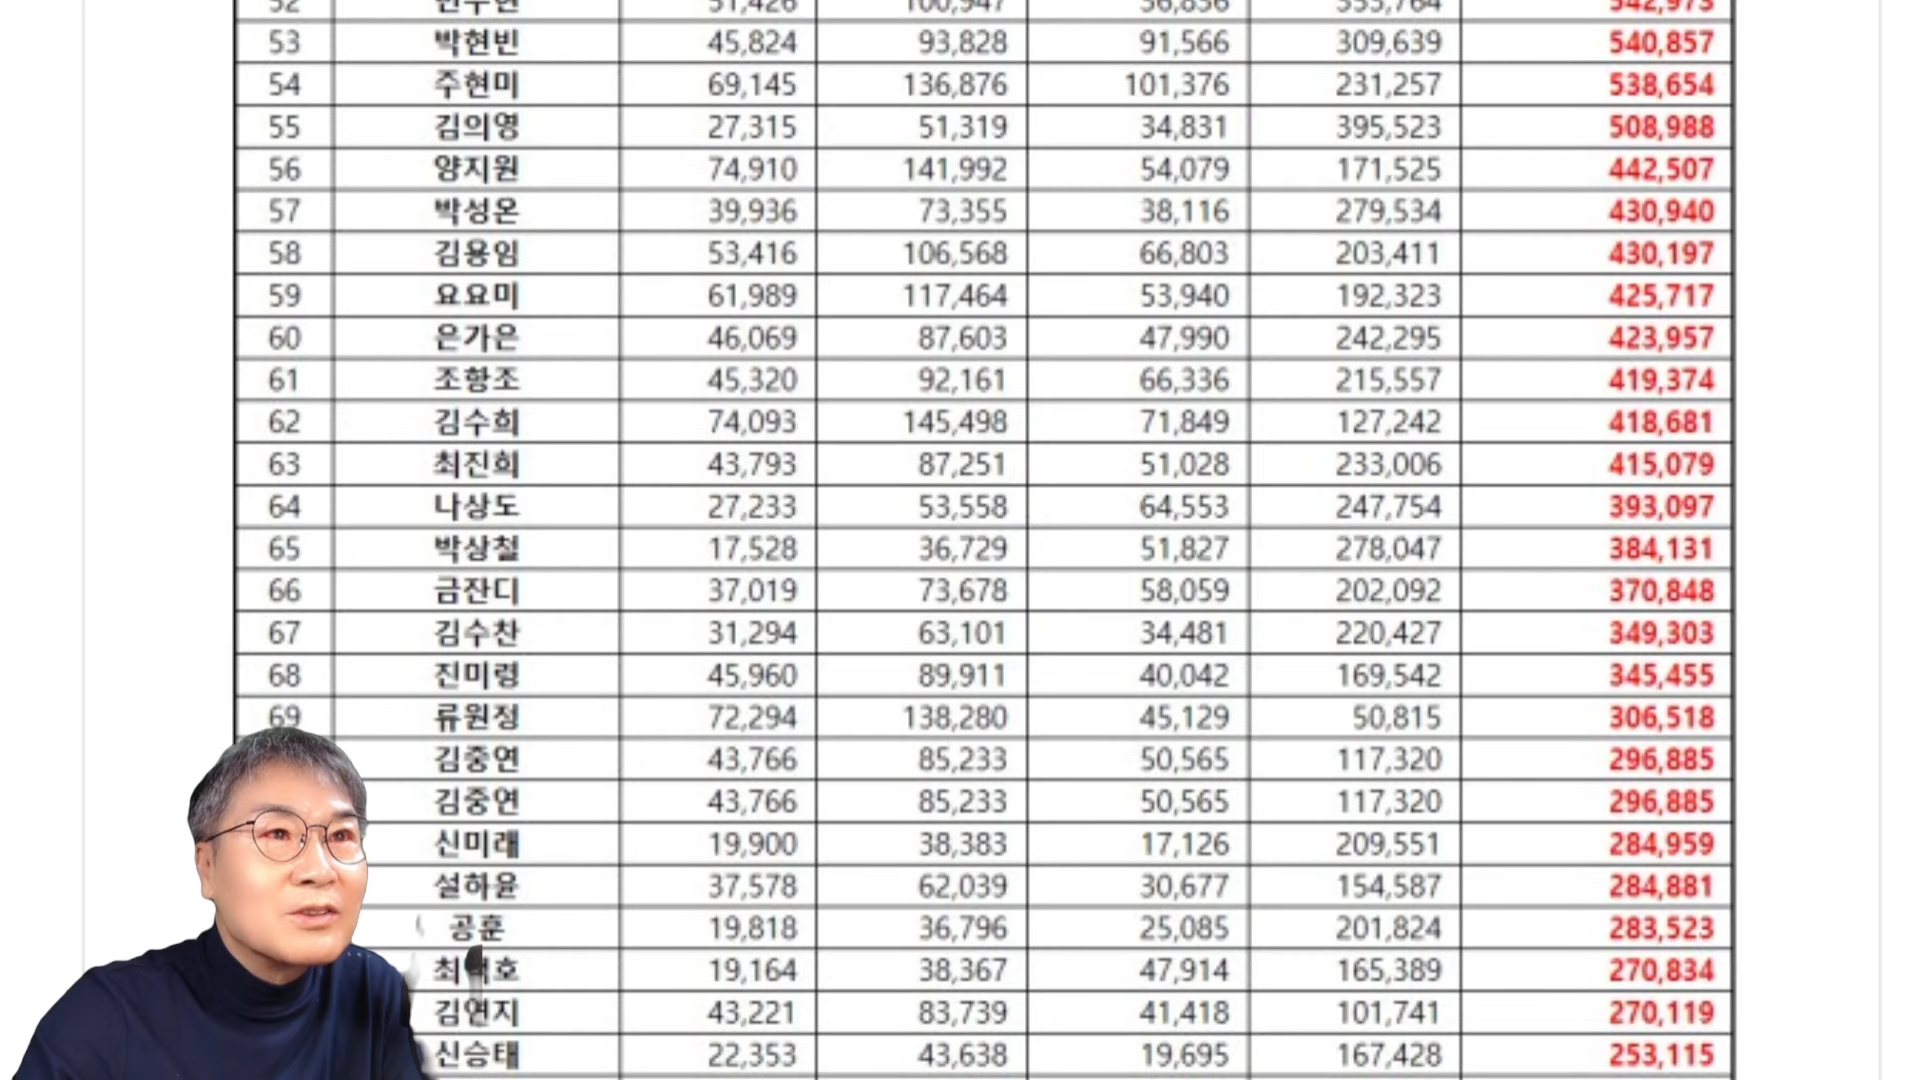 53 박현빈 45,824 93,828 91,566 309,639 540,857
54 주현미 69,145 136,876 101,376 231,257 538,654
55 김의영 27,315 51,319 34,831 395,523 508,988
56 양지원 74,910 141,992 54,079 171,525 442,507
57 박성온 39,936 73,355 38,116 279,534 430,940
58 김용임 53,416 106,568 66,803 203,411 430,197
59 요요미 61,989 117,464 53,940 192,323 425,717
60 은가은 46,069 87,603 47,990 242,295 423,957
61 조항조 45,320 92,161 66,336 215,557 419,374
62 김수희 74,093 145,498 71,849 127,242 418,681
63 최진희 43,793 87,251 51,028 233,006 415,079
64 나상도 27,233 53,558 64,553 247,754 393,097
65 박상철 17,528 36,729 51,827 278,047 384,131
66 금잔디 37,019 73,678 58,059 202,092 370,848
67 김수찬 31,294 63,101 34,481 220,427 349,303
68 진미령 45,960 89,911 40,042 169,542 345,455
69 류원정 72,294 138,280 45,129 50,815 306,518
김중연 43,766 85,233 50,565 117,320 296,885
김중연 43,766 85,233 50,565 117,320 296,885
신미래 19,900 38,383 17,126 209,551 284,959
설하윤 37,578 62,039 30,677 154,587 284,881
공훈 19,818 36,796 25,085 201,824 283,523
19,164 38,367 47,914 165,389 270,834
김연지 43,221 83,739 41,418 101,741 270,119
신승태 22,353 43,638 19,695 167,428 253,115